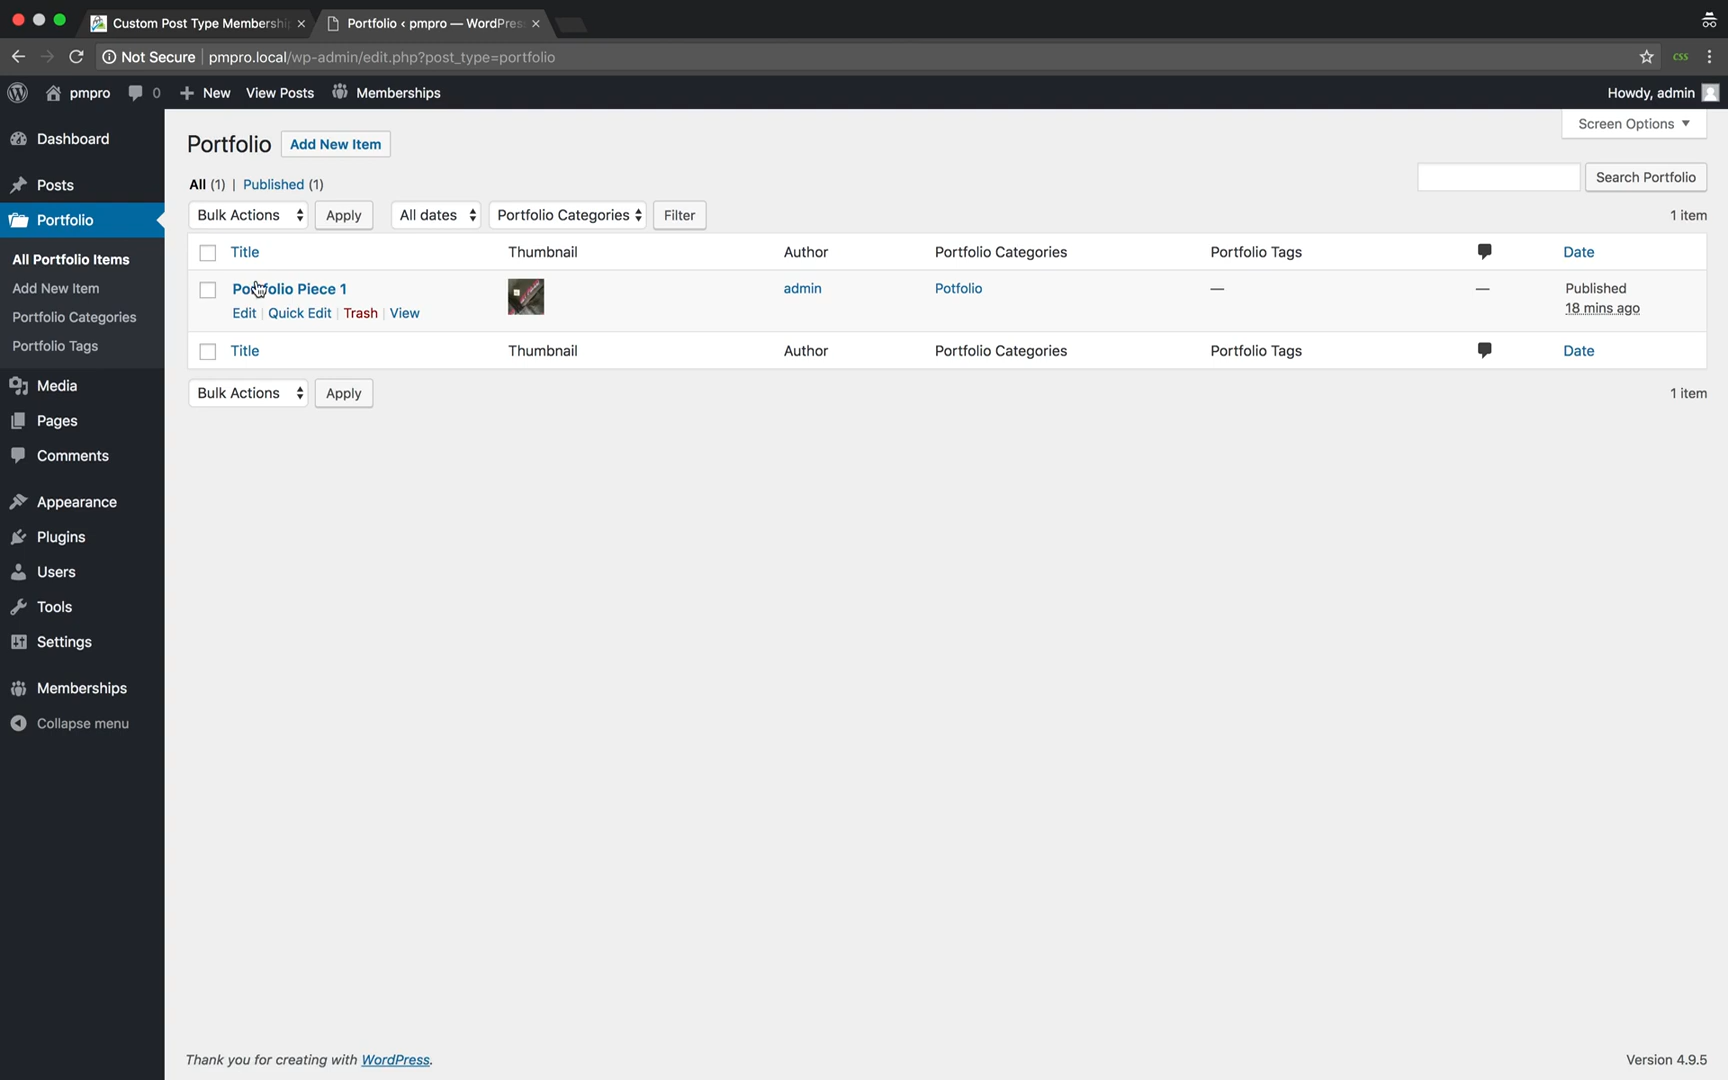 Custom Post Type Membershi
Portfolio ‹ pmpro — WordPres
Not Secure pmpro.local/wp-admin/edit.php?post_type=portfolio
css
pmpro 0 New View Posts Memberships Howdy, admin
Screen Options
Dashboard
Posts
Portfolio
All Portfolio Items
Add New Item
Portfolio Categories
Portfolio Tags
Media
Pages
Comments
Appearance
Plugins
Users
Tools
Settings
Memberships
Collapse menu
Portfolio Add New Item
All (1) | Published (1)
Search Portfolio
Bulk Actions Apply All dates Portfolio Categories Filter 1 item
Title Thumbnail Author Portfolio Categories Portfolio Tags Date
Portfolio Piece 1 admin Potfolio — — Published
18 mins ago
Edit | Quick Edit | Trash | View
Title Thumbnail Author Portfolio Categories Portfolio Tags Date
Bulk Actions Apply 1 item
Thank you for creating with WordPress. Version 4.9.5